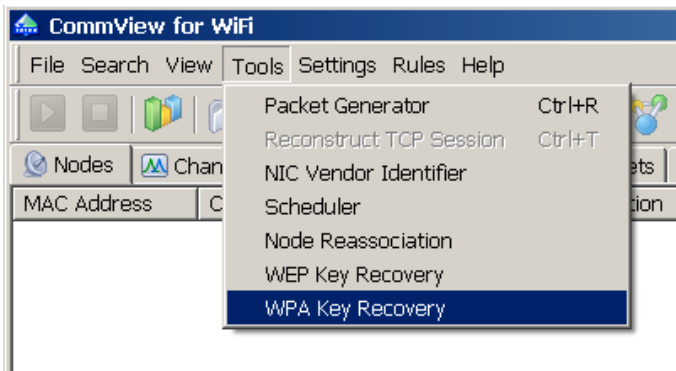 CommView for WiFi
File Search View Tools Settings Rules Help
Packet Generator Ctrl+R
Reconstruct TCP Session Ctrl+T
Nodes Chan
NIC Vendor Identifier
MAC Address C
Scheduler
Node Reassociation
WEP Key Recovery
WPA Key Recovery